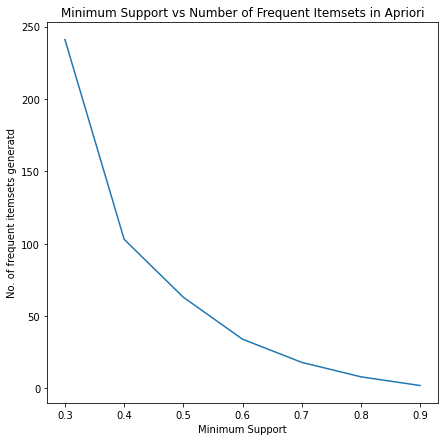 Minimum Support vs Number of Frequent Itemsets in Apriori
250
200
150
100
50
0
No. of frequent itemsets generatd
0.3 0.4 0.5 0.6 0.7 0.8 0.9
Minimum Support